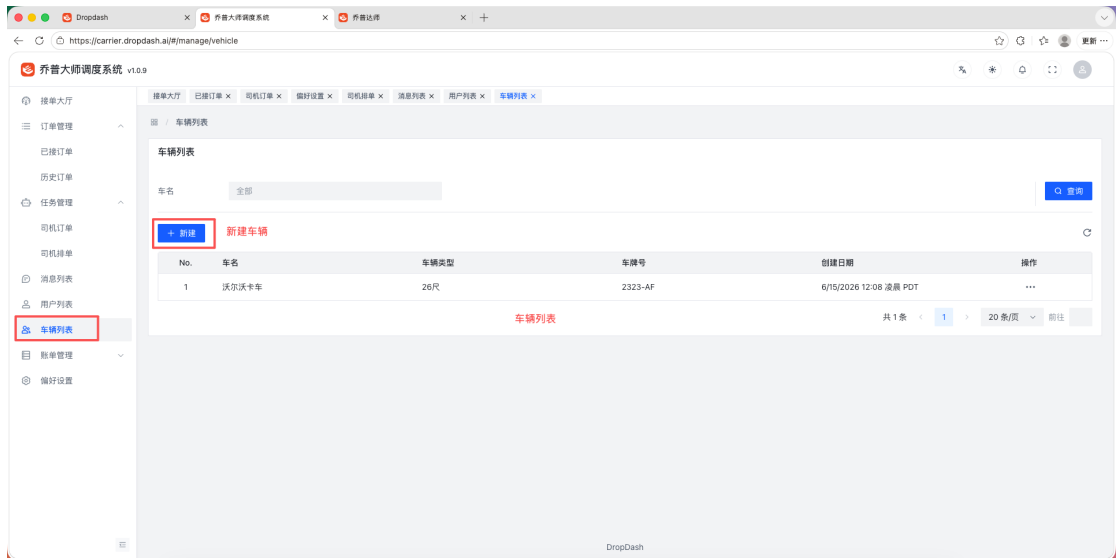 Dropdash
乔普大师调度系统
乔普达师
https://carrier.dropdash.ai/#/manage/vehicle
更新
乔普大师调度系统 v1.0.9
接单大厅 已接订单 司机订单 偏好设置 司机排单 消息列表 用户列表 车辆列表
接单大厅
订单管理
已接订单
历史订单
任务管理
司机订单
司机排单
消息列表
用户列表
车辆列表
账单管理
偏好设置
/ 车辆列表
车辆列表
车名 全部 查询
+ 新建 新建车辆
No. 车名 车辆类型 车牌号 创建日期 操作
1 沃尔沃卡车 26尺 2323-AF 6/15/2026 12:08 凌晨 PDT ...
车辆列表
共 1 条 < 1 > 20 条/页 前往
DropDash